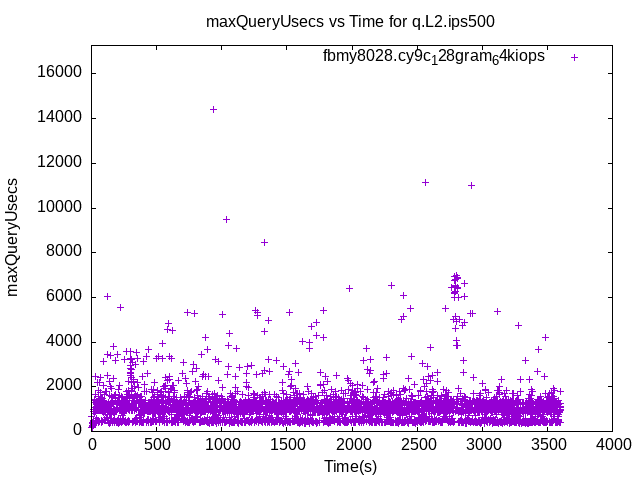 maxQueryUsecs vs Time for q.L2.ips500
fbmy8028.cy9c128gram64kiops
16000
14000
12000
10000
8000
6000
4000
2000
0
maxQueryUsecs
0 500 1000 1500 2000 2500 3000 3500 4000
Time(s)